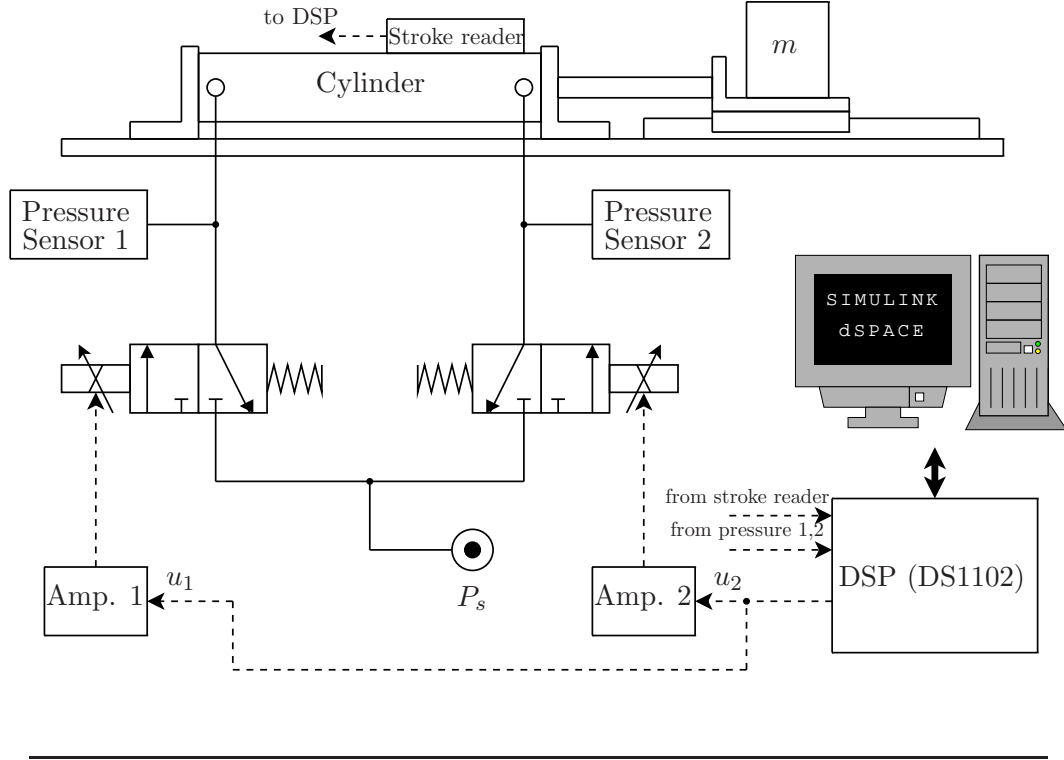 to DSP
Stroke reader
m
Cylinder
Pressure
Sensor 1
Pressure
Sensor 2
SIMULINK
dSPACE
from stroke reader
from pressure 1,2
DSP (DS1102)
Amp. 1
u₁
Pₛ
Amp. 2
u₂